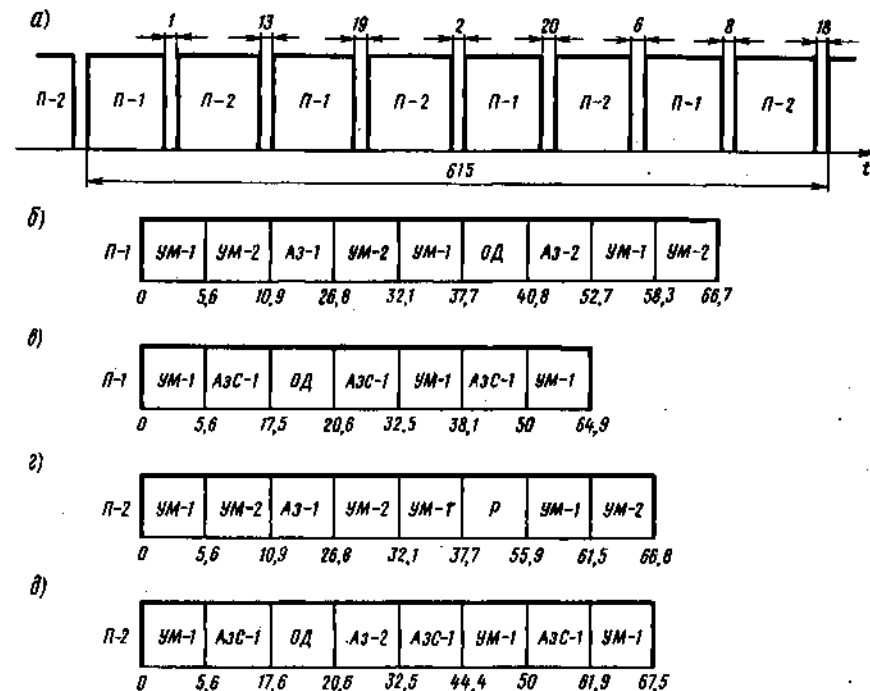 а)
1 13 19 2 20 6 8 18
П-2 П-1 П-2 П-1 П-2 П-1 П-2 П-1 П-2
615 t
б)
П-1 УМ-1 УМ-2 Аз-1 УМ-2 УМ-1 ОД Аз-2 УМ-1 УМ-2
0 5,6 10,9 26,8 32,1 37,7 40,8 52,7 58,3 66,7
в)
П-1 УМ-1 АзС-1 ОД АзС-1 УМ-1 АзС-1 УМ-1
0 5,6 17,5 20,6 32,5 38,1 50 64,9
г)
П-2 УМ-1 УМ-2 Аз-1 УМ-2 УМ-1 Р УМ-1 УМ-2
0 5,6 10,9 26,8 32,1 37,7 55,9 61,5 66,8
д)
П-2 УМ-1 АзС-1 ОД Аз-2 АзС-1 УМ-1 АзС-1 УМ-1
0 5,6 17,6 20,6 32,5 44,4 50 61,9 67,5